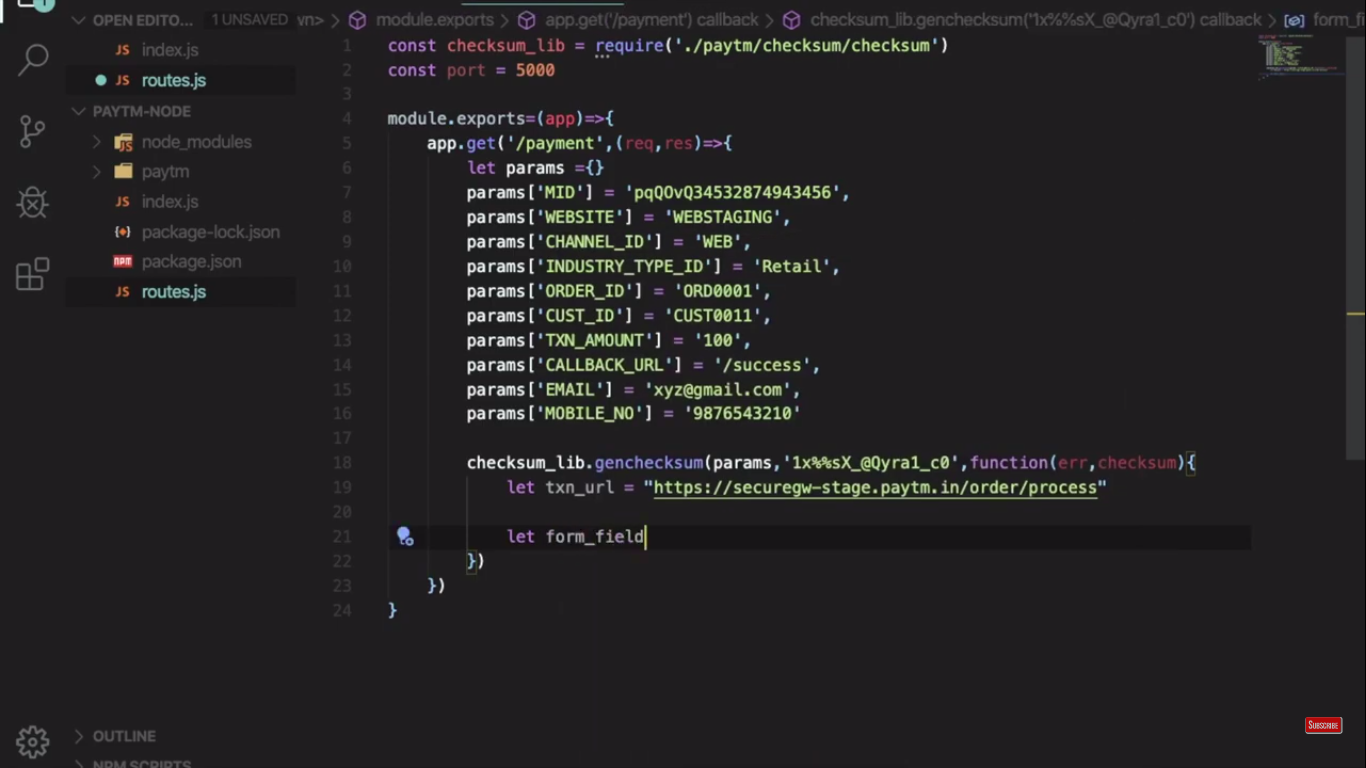 OPEN EDITO... 1 UNSAVED
JS index.js
JS routes.js
PAYTM-NODE
node_modules
paytm
JS index.js
package-lock.json
npm package.json
JS routes.js
OUTLINE
NPM SCRIPTS
wn> > module.exports > app.get('/payment') callback > checksum_lib.genchecksum('1x%%sX_@Qyra1_c0') callback > form_fi
1 const checksum_lib = require('./paytm/checksum/checksum')
2 const port = 5000
3
4 module.exports=(app)=>{
5 app.get('/payment',(req,res)=>{
6 let params ={}
7 params['MID'] = 'pqQOvQ34532874943456',
8 params['WEBSITE'] = 'WEBSTAGING',
9 params['CHANNEL_ID'] = 'WEB',
10 params['INDUSTRY_TYPE_ID'] = 'Retail',
11 params['ORDER_ID'] = 'ORD0001',
12 params['CUST_ID'] = 'CUST0011',
13 params['TXN_AMOUNT'] = '100',
14 params['CALLBACK_URL'] = '/success',
15 params['EMAIL'] = 'xyz@gmail.com',
16 params['MOBILE_NO'] = '9876543210'
17
18 checksum_lib.genchecksum(params,'1x%%sX_@Qyra1_c0',function(err,checksum){
19 let txn_url = "https://securegw-stage.paytm.in/order/process"
20
21 let form_field
22 })
23 })
24 }
1
SUBSCRIBE